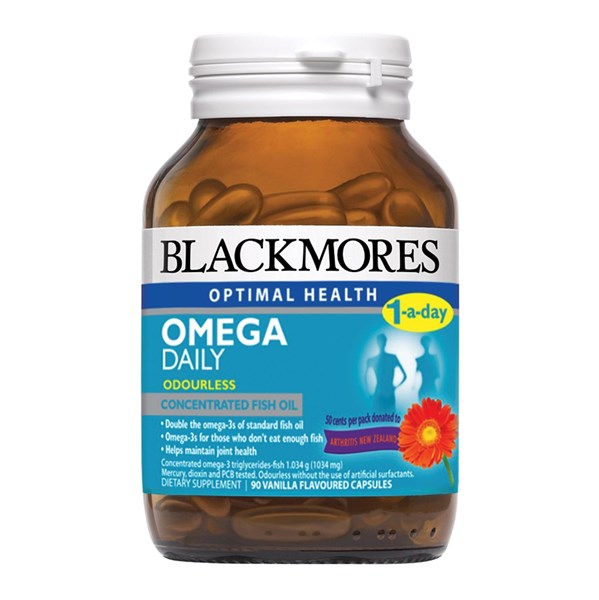 BLACKMORES
OPTIMAL HEALTH
1-a-day
OMEGA
DAILY
ODOURLESS
CONCENTRATED FISH OIL
• Double the omega-3s of standard fish oil
• Omega-3s for those who don't eat enough fish
• Helps maintain joint health
50 cents per pack donated to
ARTHRITIS NEW ZEALAND
Concentrated omega-3 triglycerides-fish 1.034 g (1034 mg)
Mercury, dioxin and PCB tested. Odourless without the use of artificial surfactants.
DIETARY SUPPLEMENT | 90 VANILLA FLAVOURED CAPSULES